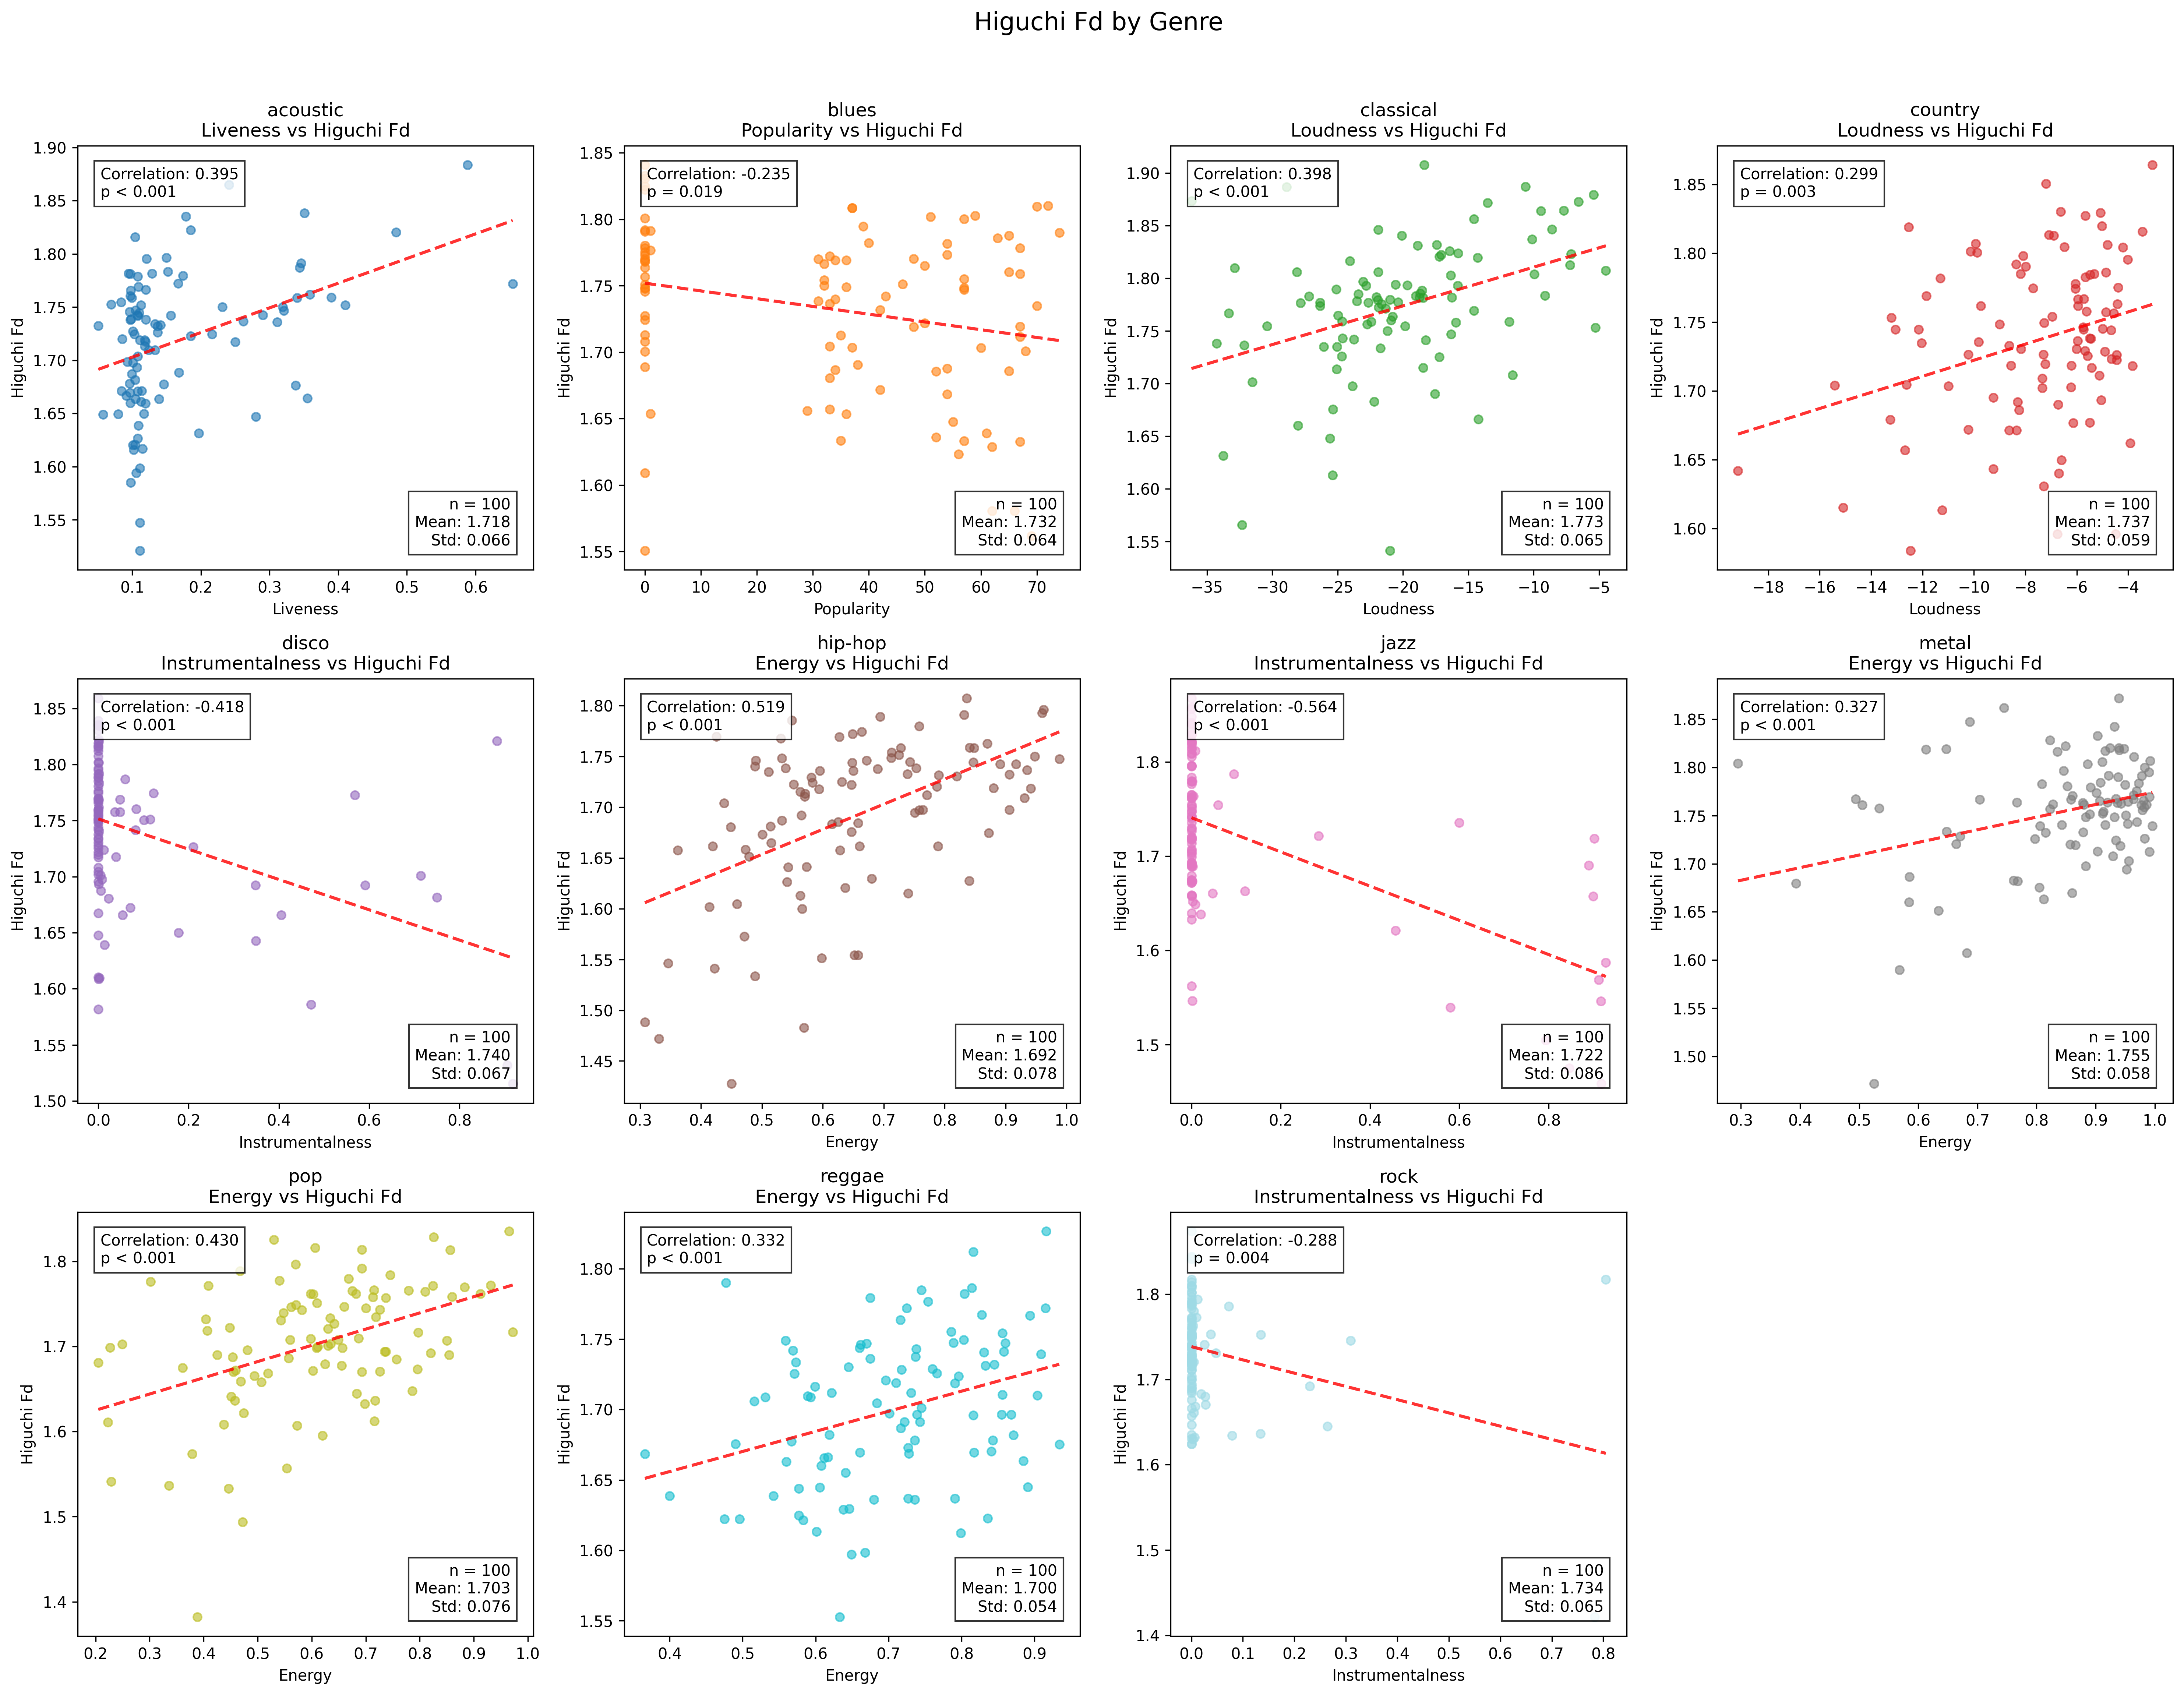 Higuchi Fd by Genre
acoustic
Liveness vs Higuchi Fd
Correlation: 0.395
p < 0.001
n = 100
Mean: 1.718
Std: 0.066
1.90
1.85
1.80
1.75
1.70
1.65
1.60
1.55
Higuchi Fd
0.1 0.2 0.3 0.4 0.5 0.6
Liveness
blues
Popularity vs Higuchi Fd
Correlation: -0.235
p = 0.019
n = 100
Mean: 1.732
Std: 0.064
1.85
1.80
1.75
1.70
1.65
1.60
1.55
Higuchi Fd
0 10 20 30 40 50 60 70
Popularity
classical
Loudness vs Higuchi Fd
Correlation: 0.398
p < 0.001
n = 100
Mean: 1.773
Std: 0.065
1.90
1.85
1.80
1.75
1.70
1.65
1.60
1.55
Higuchi Fd
−35 −30 −25 −20 −15 −10 −5
Loudness
country
Loudness vs Higuchi Fd
Correlation: 0.299
p = 0.003
n = 100
Mean: 1.737
Std: 0.059
1.85
1.80
1.75
1.70
1.65
1.60
Higuchi Fd
−18 −16 −14 −12 −10 −8 −6 −4
Loudness
disco
Instrumentalness vs Higuchi Fd
Correlation: -0.418
p < 0.001
n = 100
Mean: 1.740
Std: 0.067
1.85
1.80
1.75
1.70
1.65
1.60
1.55
1.50
Higuchi Fd
0.0 0.2 0.4 0.6 0.8
Instrumentalness
hip-hop
Energy vs Higuchi Fd
Correlation: 0.519
p < 0.001
n = 100
Mean: 1.692
Std: 0.078
1.80
1.75
1.70
1.65
1.60
1.55
1.50
1.45
Higuchi Fd
0.3 0.4 0.5 0.6 0.7 0.8 0.9 1.0
Energy
jazz
Instrumentalness vs Higuchi Fd
Correlation: -0.564
p < 0.001
n = 100
Mean: 1.722
Std: 0.086
1.8
1.7
1.6
1.5
Higuchi Fd
0.0 0.2 0.4 0.6 0.8
Instrumentalness
metal
Energy vs Higuchi Fd
Correlation: 0.327
p < 0.001
n = 100
Mean: 1.755
Std: 0.058
1.85
1.80
1.75
1.70
1.65
1.60
1.55
1.50
Higuchi Fd
0.3 0.4 0.5 0.6 0.7 0.8 0.9 1.0
Energy
pop
Energy vs Higuchi Fd
Correlation: 0.430
p < 0.001
n = 100
Mean: 1.703
Std: 0.076
1.8
1.7
1.6
1.5
1.4
Higuchi Fd
0.2 0.3 0.4 0.5 0.6 0.7 0.8 0.9 1.0
Energy
reggae
Energy vs Higuchi Fd
Correlation: 0.332
p < 0.001
n = 100
Mean: 1.700
Std: 0.054
1.80
1.75
1.70
1.65
1.60
1.55
Higuchi Fd
0.4 0.5 0.6 0.7 0.8 0.9
Energy
rock
Instrumentalness vs Higuchi Fd
Correlation: -0.288
p = 0.004
n = 100
Mean: 1.734
Std: 0.065
1.8
1.7
1.6
1.5
1.4
Higuchi Fd
0.0 0.1 0.2 0.3 0.4 0.5 0.6 0.7 0.8
Instrumentalness